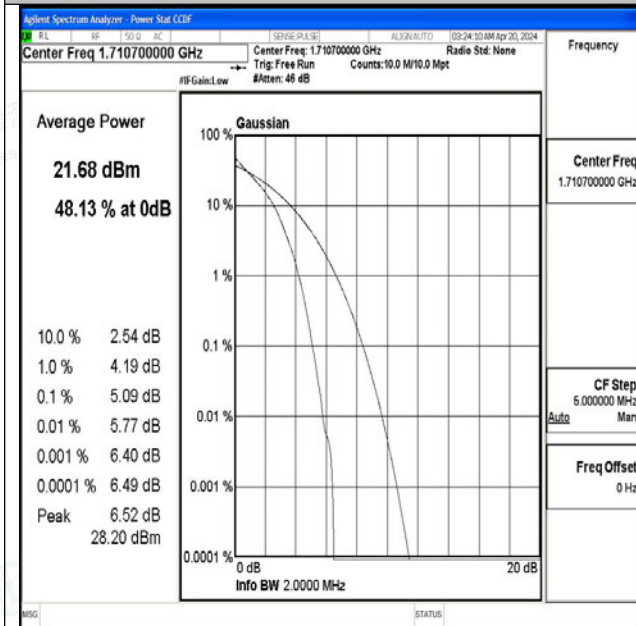 Agilent Spectrum Analyzer - Power Stat CCDF
RL RF 50 Ω AC SENSE:PULSE ALIGNAUTO 03:24:10 AM Apr 20, 2024
Center Freq 1.710700000 GHz
Center Freq: 1.710700000 GHz Radio Std: None
Trig: Free Run Counts:10.0 M/10.0 Mpt
#IFGain:Low #Atten: 46 dB
Frequency
Average Power
21.68 dBm
48.13 % at 0dB
10.0 % 2.54 dB
1.0 % 4.19 dB
0.1 % 5.09 dB
0.01 % 5.77 dB
0.001 % 6.40 dB
0.0001 % 6.49 dB
Peak 6.52 dB
28.20 dBm
Gaussian
100 %
10 %
1 %
0.1 %
0.01 %
0.001 %
0.0001 %
0 dB 20 dB
Info BW 2.0000 MHz
Center Freq
1.710700000 GHz
CF Step
5.000000 MHz
Auto Man
Freq Offset
0 Hz
MSG STATUS